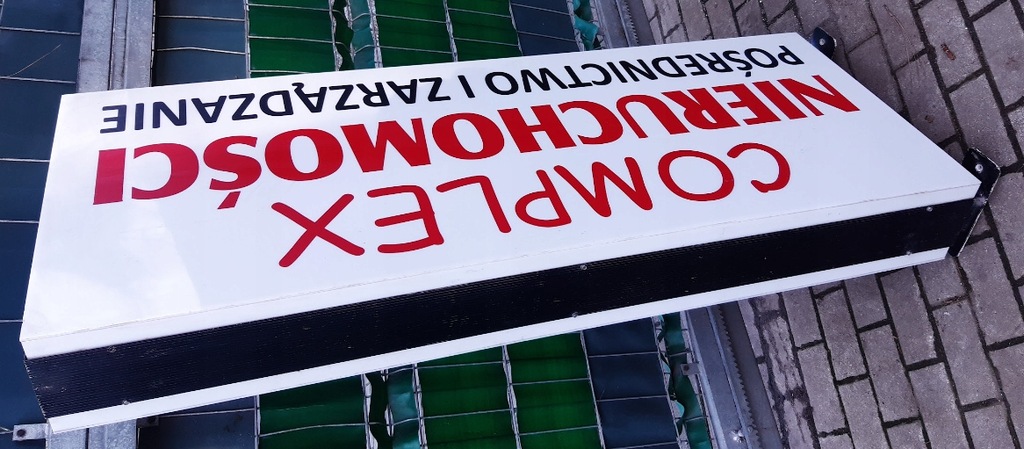 COMPLEX
NIERUCHOMOŚCI
POŚREDNICTWO I ZARZĄDZANIE